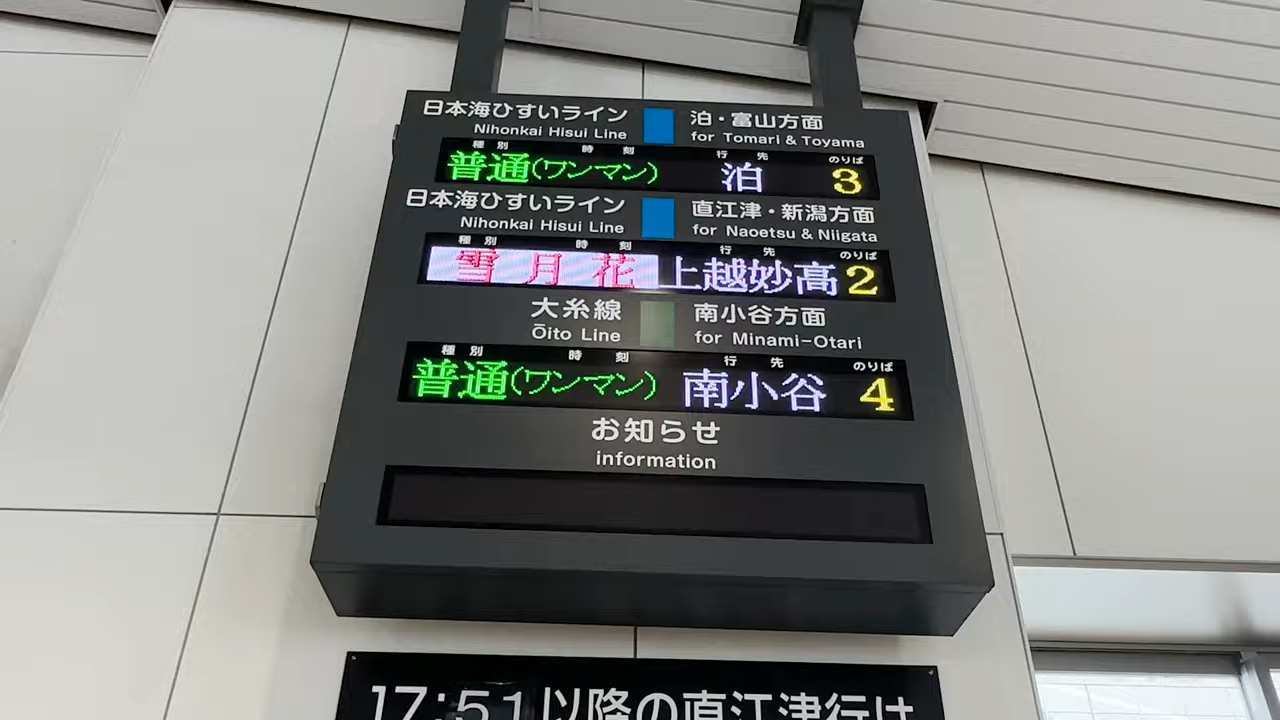 日本海ひすいライン 泊・富山方面
Nihonkai Hisui Line for Tomari & Toyama
種別 時刻 行先 のりば
普通(ワンマン) 泊 3
日本海ひすいライン 直江津・新潟方面
Nihonkai Hisui Line for Naoetsu & Niigata
種別 時刻 行先 のりば
雪月花 上越妙高 2
大糸線 南小谷方面
Ōito Line for Minami-Otari
種別 時刻 行先 のりば
普通(ワンマン) 南小谷 4
お知らせ
information
17:51以降の直江津行は